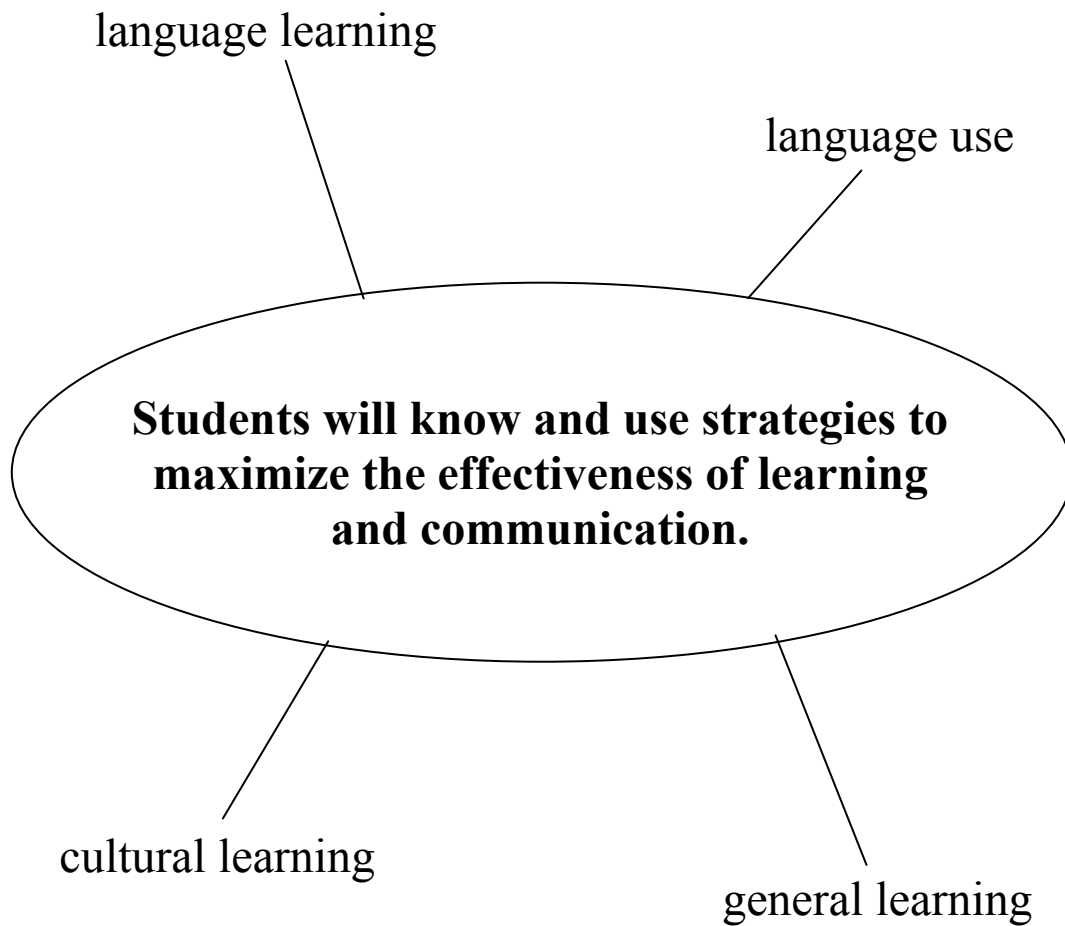 language learning
language use
Students will know and use strategies to
maximize the effectiveness of learning
and communication.
cultural learning
general learning